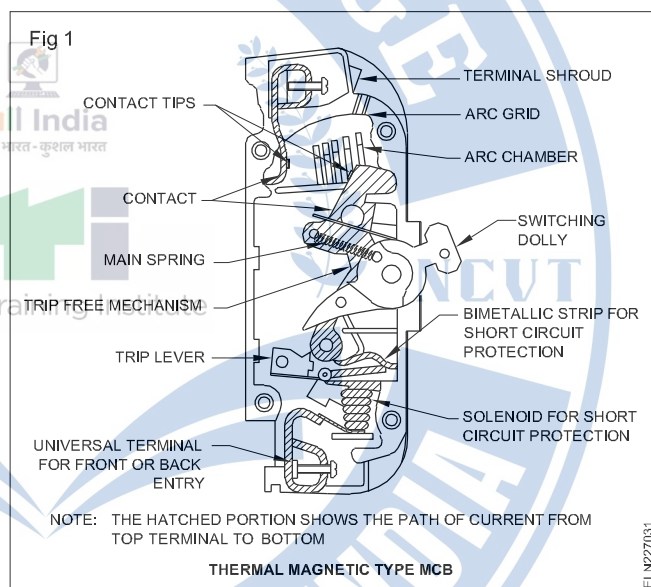 Fig 1
TERMINAL SHROUD
CONTACT TIPS
ARC GRID
ll India
भारत - कुशल भारत
ARC CHAMBER
CONTACT
SWITCHING
DOLLY
MAIN SPRING
NCVT
TRIP FREE MECHANISM
raining Institute
BIMETALLIC STRIP FOR
SHORT CIRCUIT
PROTECTION
TRIP LEVER
SOLENOID FOR SHORT
CIRCUIT PROTECTION
UNIVERSAL TERMINAL
FOR FRONT OR BACK
ENTRY
NOTE: THE HATCHED PORTION SHOWS THE PATH OF CURRENT FROM
TOP TERMINAL TO BOTTOM
THERMAL MAGNETIC TYPE MCB
ELN227031